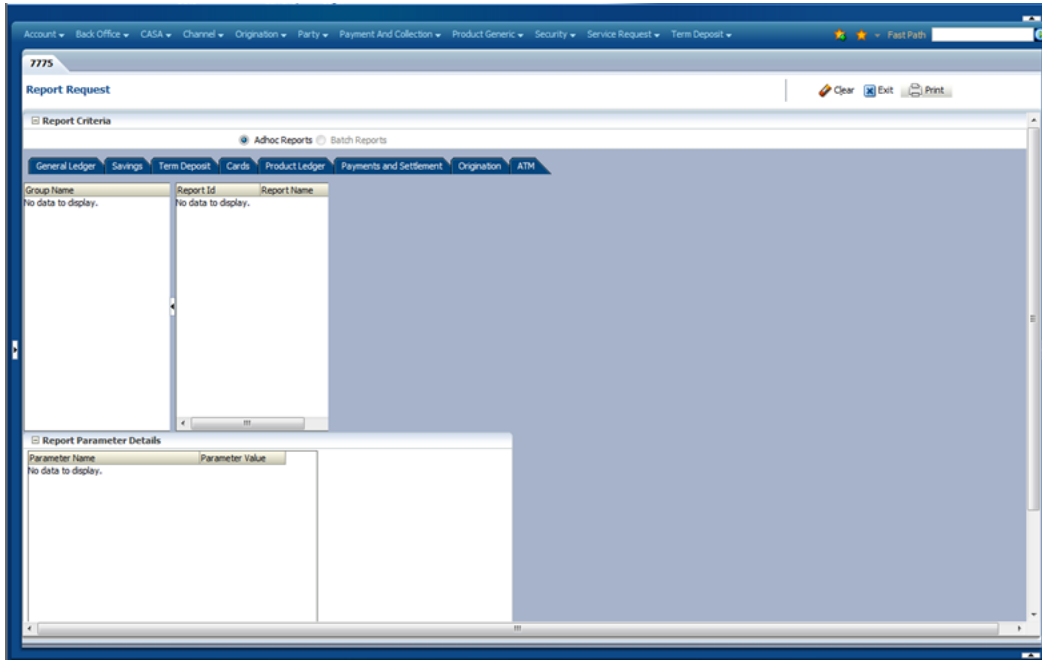 Account Back Office CASA Channel Origination Party Payment And Collection Product Generic Security Service Request Term Deposit Fast Path
7775
Report Request Clear Exit Print
Report Criteria
Adhoc Reports Batch Reports
General Ledger Savings Term Deposit Cards Product Ledger Payments and Settlement Origination ATM
Group Name Report Id Report Name
No data to display. No data to display.
Report Parameter Details
Parameter Name Parameter Value
No data to display.